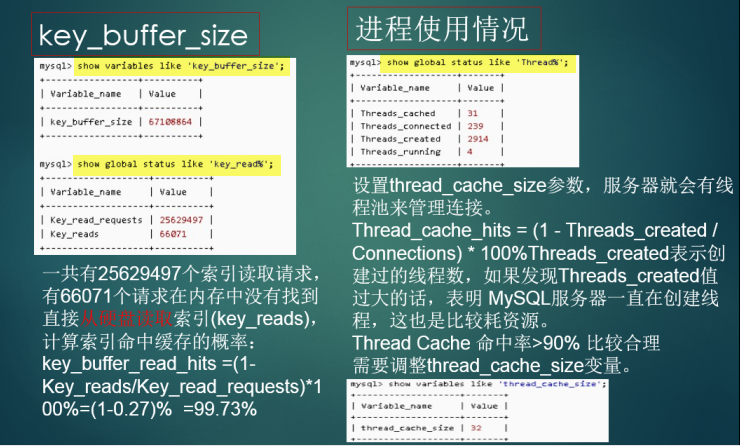 key_buffer_size
mysql> show variables like 'key_buffer_size';
+-----------------+----------+
| Variable_name | Value |
+-----------------+----------+
| key_buffer_size | 67108864 |
+-----------------+----------+
mysql> show global status like 'key_read%';
+-------------------+----------+
| Variable_name | Value |
+-------------------+----------+
| Key_read_requests | 25629497 |
| Key_reads | 66071 |
+-------------------+----------+
一共有25629497个索引读取请求，
有66071个请求在内存中没有找到
直接从硬盘读取索引(key_reads)，
计算索引命中缓存的概率：
key_buffer_read_hits =(1-
Key_reads/Key_read_requests)*1
00%=(1-0.27)% =99.73%
进程使用情况
mysql> show global status like 'Thread%';
+-------------------+-------+
| Variable_name | Value |
+-------------------+-------+
| Threads_cached | 31
| Threads_connected | 239
| Threads_created | 2914
| Threads_running | 4
+-------------------+-------+
设置thread_cache_size参数，服务器就会有线
程池来管理连接。
Thread_cache_hits = (1 - Threads_created /
Connections) * 100%Threads_created表示创
建过的线程数，如果发现Threads_created值
过大的话，表明 MySQL服务器一直在创建线
程，这也是比较耗资源。
Thread Cache 命中率>90% 比较合理
需要调整thread_cache_size变量。
mysql> show variables like 'thread_cache_size';
+-------------------+-------+
| Variable_name | Value |
+-------------------+-------+
| thread_cache_size | 32 |
+-------------------+-------+